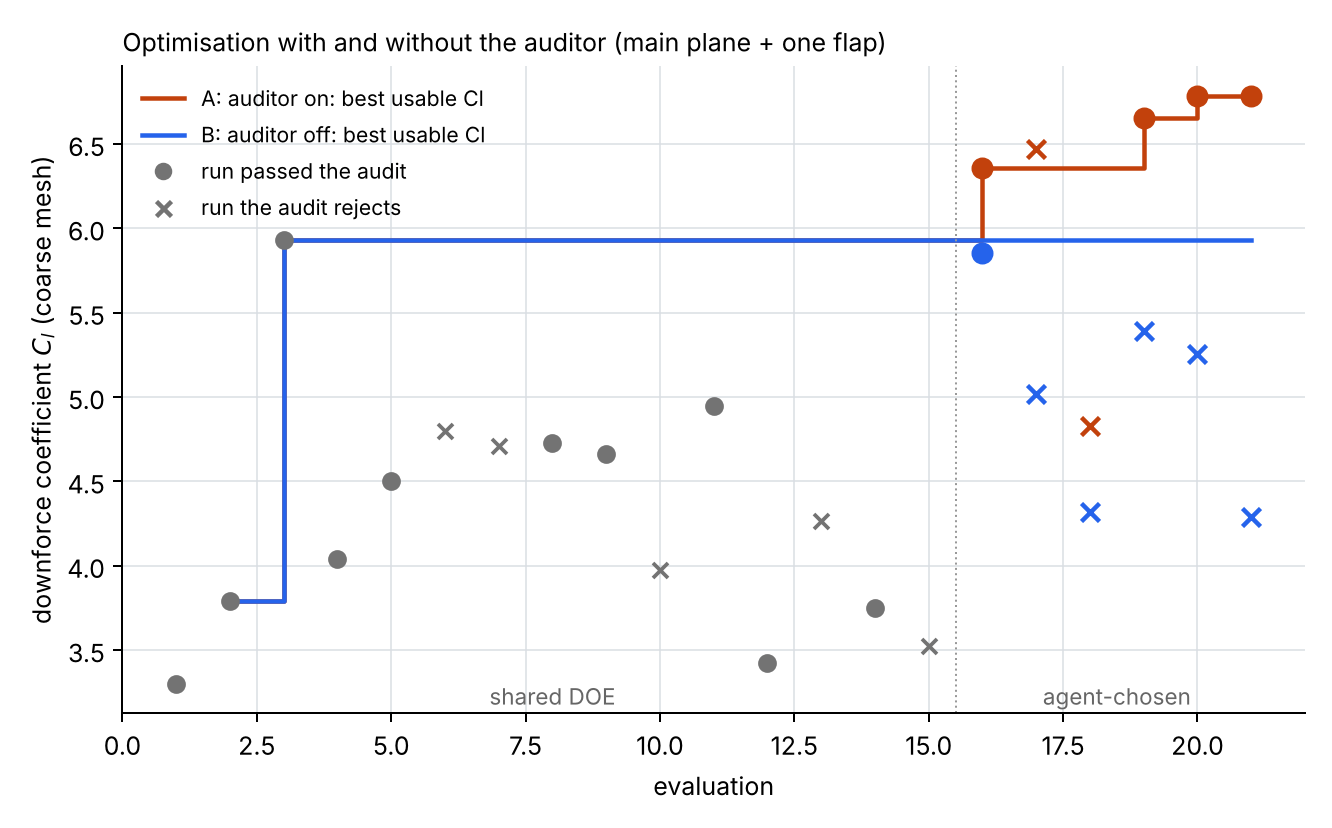 Optimisation with and without the auditor (main plane + one flap)
A: auditor on: best usable Cl
B: auditor off: best usable Cl
run passed the audit
run the audit rejects
downforce coefficient Cl (coarse mesh)
6.5
6.0
5.5
5.0
4.5
4.0
3.5
shared DOE
agent-chosen
0.0 2.5 5.0 7.5 10.0 12.5 15.0 17.5 20.0
evaluation